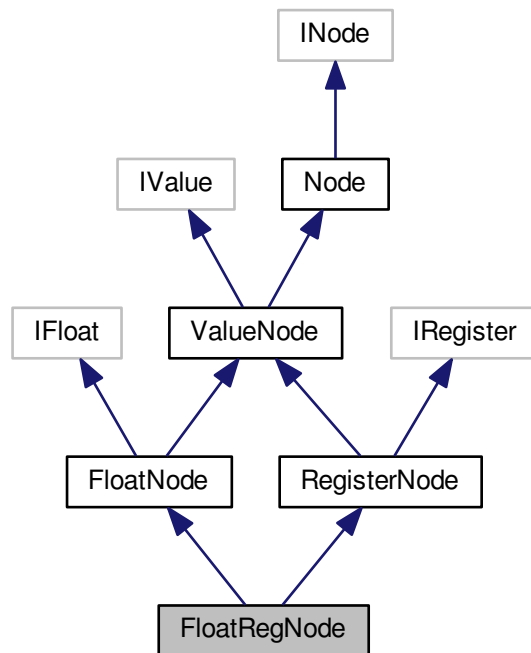 INode
IValue
Node
IFloat
ValueNode
IRegister
FloatNode
RegisterNode
FloatRegNode